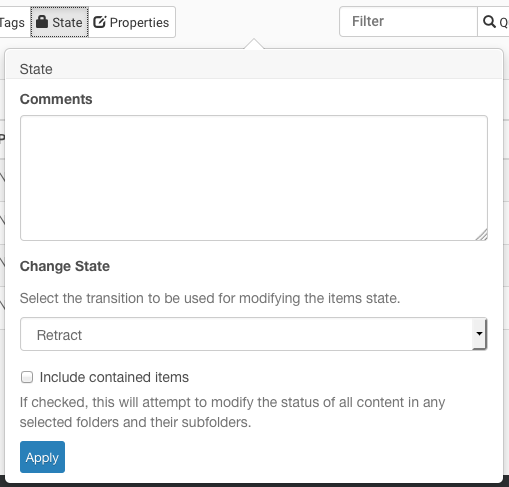 Tags State Properties Filter Q
State
Comments
Change State
Select the transition to be used for modifying the items state.
Retract
Include contained items
If checked, this will attempt to modify the status of all content in any
selected folders and their subfolders.
Apply